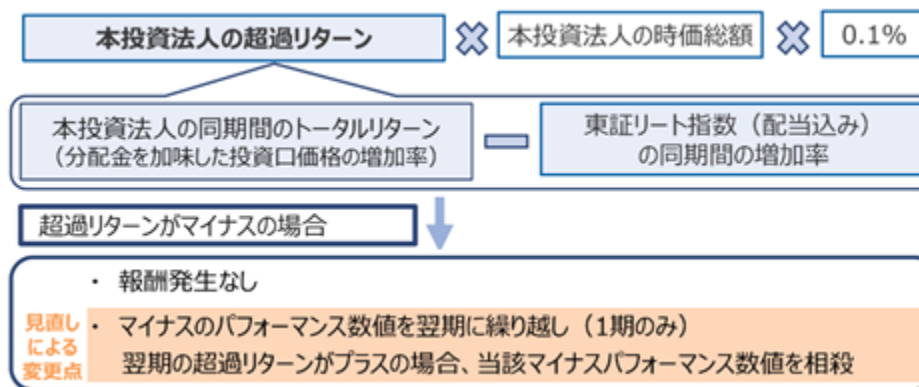 本投資法人の超過リターン
本投資法人の時価総額
0.1%
本投資法人の同期間のトータルリターン
（分配金を加味した投資口価格の増加率）
東証リート指数（配当込み）
の同期間の増加率
超過リターンがマイナスの場合
・ 報酬発生なし
見直し
による
変更点
・ マイナスのパフォーマンス数値を翌期に繰り越し（1期のみ）
翌期の超過リターンがプラスの場合、当該マイナスパフォーマンス数値を相殺